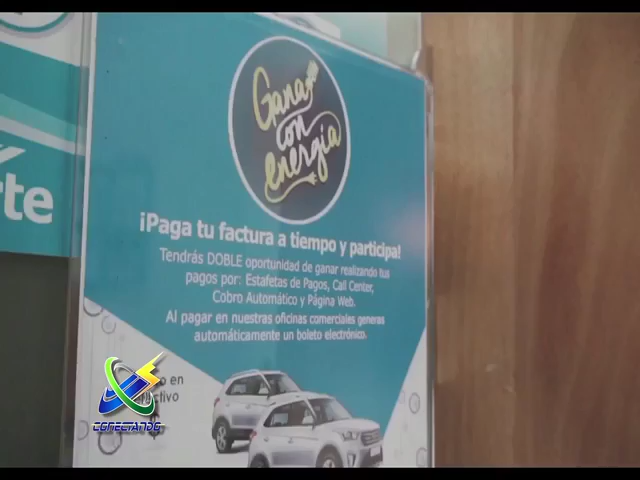 Gana
con
energía
¡Paga tu factura a tiempo y participa!
Tendrás DOBLE oportunidad de ganar realizando tus
pagos por: Estafetas de Pagos, Call Center,
Cobro Automático y Página Web.
Al pagar en nuestras oficinas comerciales generas
automáticamente un boleto electrónico.
rte
en
CONECTANDO